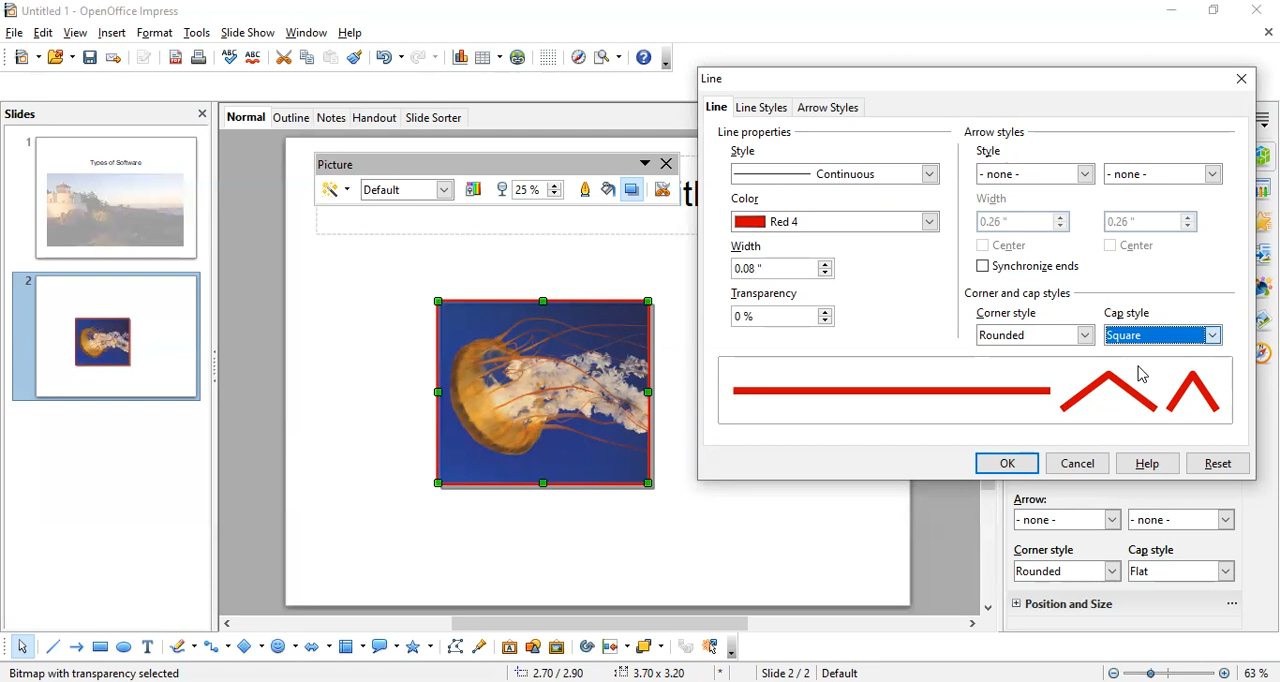 Untitled 1 - OpenOffice Impress
File Edit View Insert Format Tools Slide Show Window Help
Slides
Normal Outline Notes Handout Slide Sorter
1
Types of Software
2
Picture
Default 25 %
Line
Line Line Styles Arrow Styles
Line properties
Style
Continuous
Color
Red 4
Width
0.08 "
Transparency
0 %
Arrow styles
Style
- none - - none -
Width
0.26 " 0.26 "
Center Center
Synchronize ends
Corner and cap styles
Corner style Cap style
Rounded Square
OK Cancel Help Reset
Arrow:
- none - - none -
Corner style Cap style
Rounded Flat
Position and Size
Bitmap with transparency selected 2.70 / 2.90 3.70 x 3.20 * Slide 2 / 2 Default 63 %